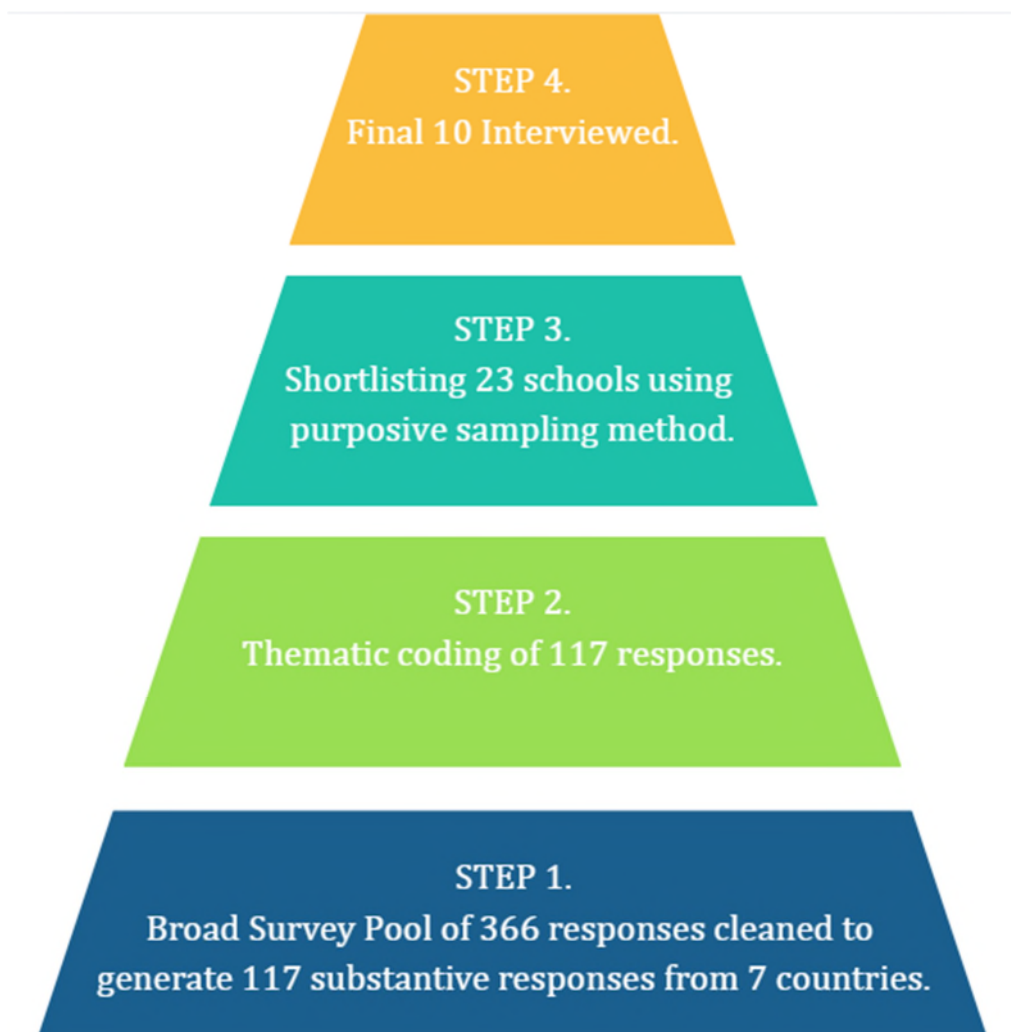 STEP 4.
Final 10 Interviewed.
STEP 3.
Shortlisting 23 schools using
purposive sampling method.
STEP 2.
Thematic coding of 117 responses.
STEP 1.
Broad Survey Pool of 366 responses cleaned to
generate 117 substantive responses from 7 countries.